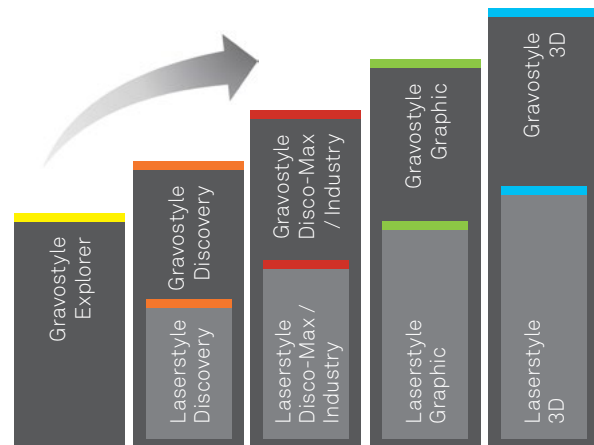 Gravostyle
Explorer
Gravostyle
Discovery
Laserstyle
Discovery
Gravostyle
Disco-Max
/ Industry
Laserstyle
Disco-Max /
Industry
Gravostyle
Graphic
Laserstyle
Graphic
Gravostyle
3D
Laserstyle
3D